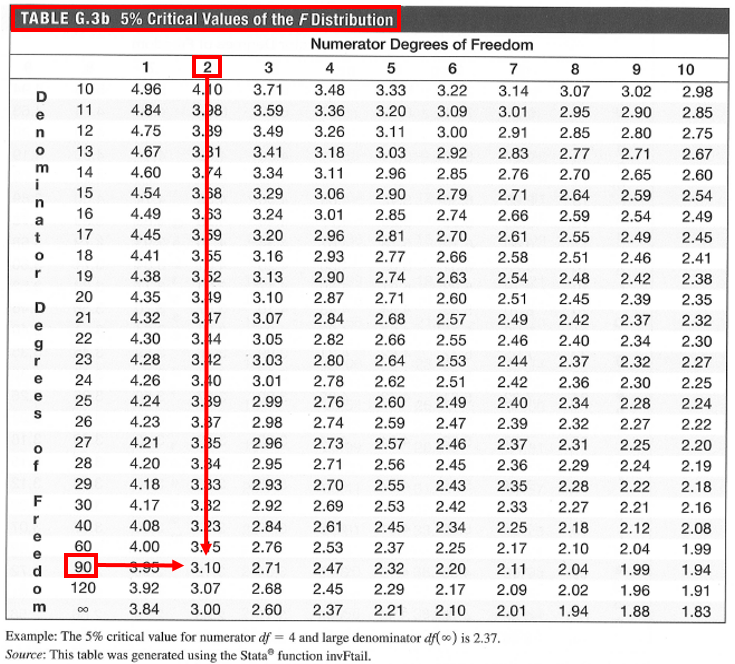 TABLE G.3b 5% Critical Values of the F Distribution
Numerator Degrees of Freedom
1 2 3 4 5 6 7 8 9 10
Denominator Degrees of Freedom
10 4.96 4.10 3.71 3.48 3.33 3.22 3.14 3.07 3.02 2.98
11 4.84 3.98 3.59 3.36 3.20 3.09 3.01 2.95 2.90 2.85
12 4.75 3.89 3.49 3.26 3.11 3.00 2.91 2.85 2.80 2.75
13 4.67 3.81 3.41 3.18 3.03 2.92 2.83 2.77 2.71 2.67
14 4.60 3.74 3.34 3.11 2.96 2.85 2.76 2.70 2.65 2.60
15 4.54 3.68 3.29 3.06 2.90 2.79 2.71 2.64 2.59 2.54
16 4.49 3.63 3.24 3.01 2.85 2.74 2.66 2.59 2.54 2.49
17 4.45 3.59 3.20 2.96 2.81 2.70 2.61 2.55 2.49 2.45
18 4.41 3.55 3.16 2.93 2.77 2.66 2.58 2.51 2.46 2.41
19 4.38 3.52 3.13 2.90 2.74 2.63 2.54 2.48 2.42 2.38
20 4.35 3.49 3.10 2.87 2.71 2.60 2.51 2.45 2.39 2.35
21 4.32 3.47 3.07 2.84 2.68 2.57 2.49 2.42 2.37 2.32
22 4.30 3.44 3.05 2.82 2.66 2.55 2.46 2.40 2.34 2.30
23 4.28 3.42 3.03 2.80 2.64 2.53 2.44 2.37 2.32 2.27
24 4.26 3.40 3.01 2.78 2.62 2.51 2.42 2.36 2.30 2.25
25 4.24 3.39 2.99 2.76 2.60 2.49 2.40 2.34 2.28 2.24
26 4.23 3.37 2.98 2.74 2.59 2.47 2.39 2.32 2.27 2.22
27 4.21 3.35 2.96 2.73 2.57 2.46 2.37 2.31 2.25 2.20
28 4.20 3.34 2.95 2.71 2.56 2.45 2.36 2.29 2.24 2.19
29 4.18 3.33 2.93 2.70 2.55 2.43 2.35 2.28 2.22 2.18
30 4.17 3.32 2.92 2.69 2.53 2.42 2.33 2.27 2.21 2.16
40 4.08 3.23 2.84 2.61 2.45 2.34 2.25 2.18 2.12 2.08
60 4.00 3.15 2.76 2.53 2.37 2.25 2.17 2.10 2.04 1.99
90 3.95 3.10 2.71 2.47 2.32 2.20 2.11 2.04 1.99 1.94
120 3.92 3.07 2.68 2.45 2.29 2.17 2.09 2.02 1.96 1.91
∞ 3.84 3.00 2.60 2.37 2.21 2.10 2.01 1.94 1.88 1.83
Example: The 5% critical value for numerator df = 4 and large denominator df(∞) is 2.37.
Source: This table was generated using the Stata® function invFtail.